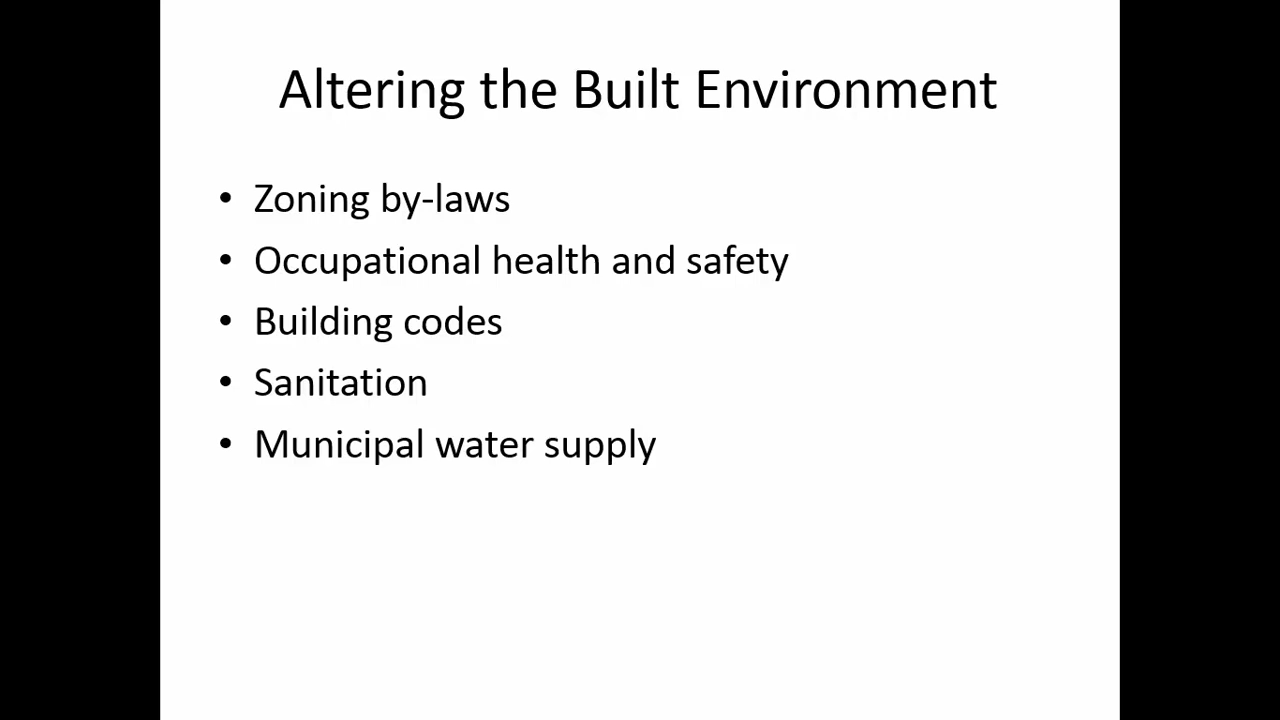 Altering the Built Environment
• Zoning by-laws
• Occupational health and safety
• Building codes
• Sanitation
• Municipal water supply